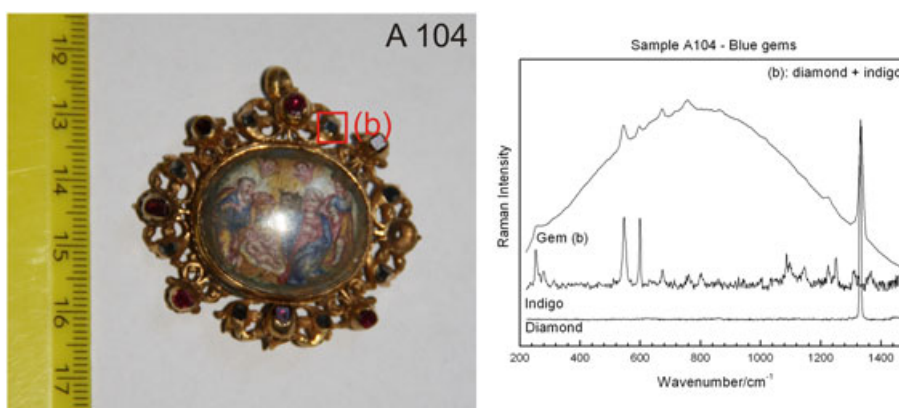 A 104
(b)
12
13
14
15
16
17
Sample A104 - Blue gems
(b): diamond + indigo
Raman Intensity
Gem (b)
Indigo
Diamond
200 400 600 800 1000 1200 1400
Wavenumber/cm⁻¹